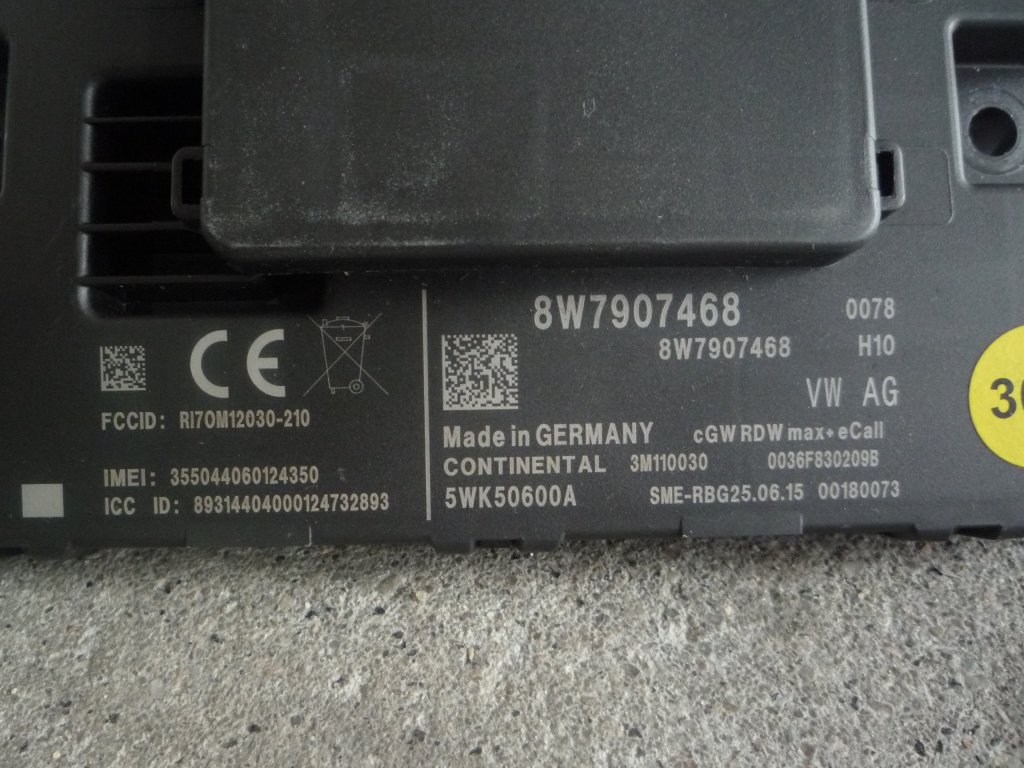 CE
FCCID: RI7OM12030-210
IMEI: 355044060124350
ICC ID: 89314404000124732893
8W7907468 0078
8W7907468 H10
VW AG
Made in GERMANY cGW RDW max+ eCall
CONTINENTAL 3M110030 0036F830209B
5WK50600A SME-RBG25.06.15 00180073